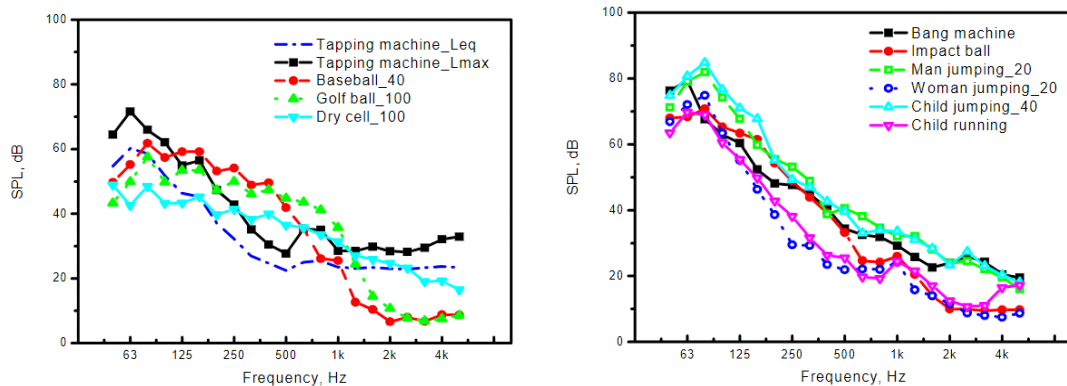 100
80
60
40
20
0
SPL, dB
Tapping machine_Leq
Tapping machine_Lmax
Baseball_40
Golf ball_100
Dry cell_100
63 125 250 500 1k 2k 4k
Frequency, Hz
100
80
60
40
20
0
SPL, dB
Bang machine
Impact ball
Man jumping_20
Woman jumping_20
Child jumping_40
Child running
63 125 250 500 1k 2k 4k
Frequency, Hz